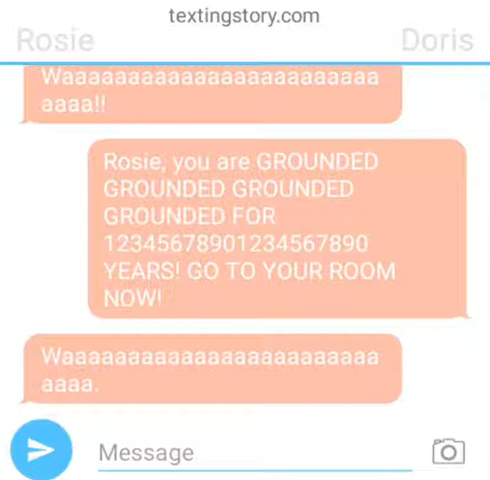 textingstory.com
Rosie
Doris
Waaaaaaaaaaaaaaaaaaaaaaaa
aaaa!!
Rosie, you are GROUNDED
GROUNDED GROUNDED
GROUNDED FOR
12345678901234567890
YEARS! GO TO YOUR ROOM
NOW!
Waaaaaaaaaaaaaaaaaaaaaaaa
aaaa.
Message